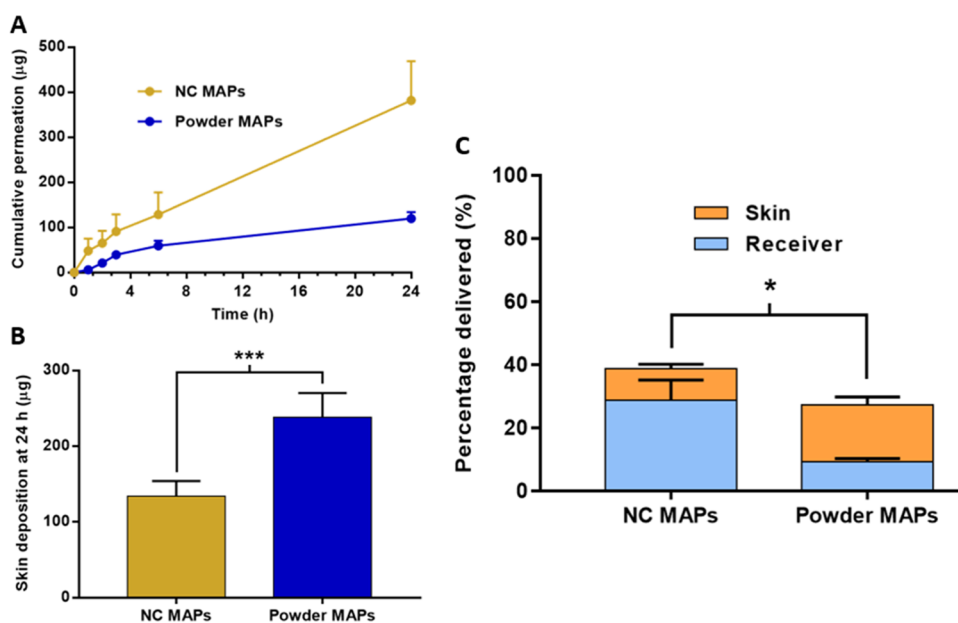 A
Cumulative permeation (µg)
500
400
300
200
100
0
NC MAPs
Powder MAPs
0 4 8 12 16 20 24
Time (h)
B
Skin deposition at 24 h (µg)
300
200
100
0
***
NC MAPs Powder MAPs
C
Percentage delivered (%)
100
80
60
40
20
0
Skin
Receiver
*
NC MAPs Powder MAPs